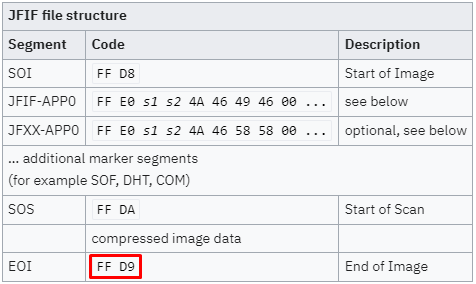 JFIF file structure
Segment Code Description
SOI FF D8 Start of Image
JFIF-APP0 FF E0 s1 s2 4A 46 49 46 00 ... see below
JFXX-APP0 FF E0 s1 s2 4A 46 58 58 00 ... optional, see below
... additional marker segments
(for example SOF, DHT, COM)
SOS FF DA Start of Scan
compressed image data
EOI FF D9 End of Image